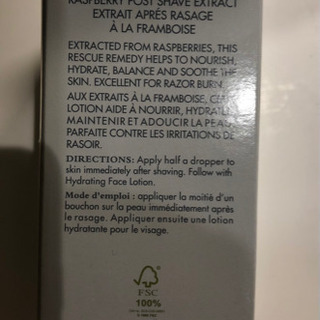 RASPBERRY POST SHAVE EXTRACT
EXTRAIT APRÈS RASAGE
À LA FRAMBOISE
EXTRACTED FROM RASPBERRIES, THIS
RESCUE REMEDY HELPS TO NOURISH,
HYDRATE, BALANCE AND SOOTHE THE
SKIN. EXCELLENT FOR RAZOR BURN.
AUX EXTRAITS À LA FRAMBOISE,
LOTION AIDE À NOURRIR, HYDRATER
MAINTENIR ET ADOUCIR LA PEAU
PARFAITE CONTRE LES IRRITATIONS DE
RASOIR.
DIRECTIONS: Apply half a dropper to
skin immediately after shaving. Follow with
Hydrating Face Lotion.
Mode d'emploi : appliquer la moitié d'un
bouchon sur la peau immédiatement après
le rasage. Appliquer ensuite une lotion
hydratante pour le visage.
FSC
100%